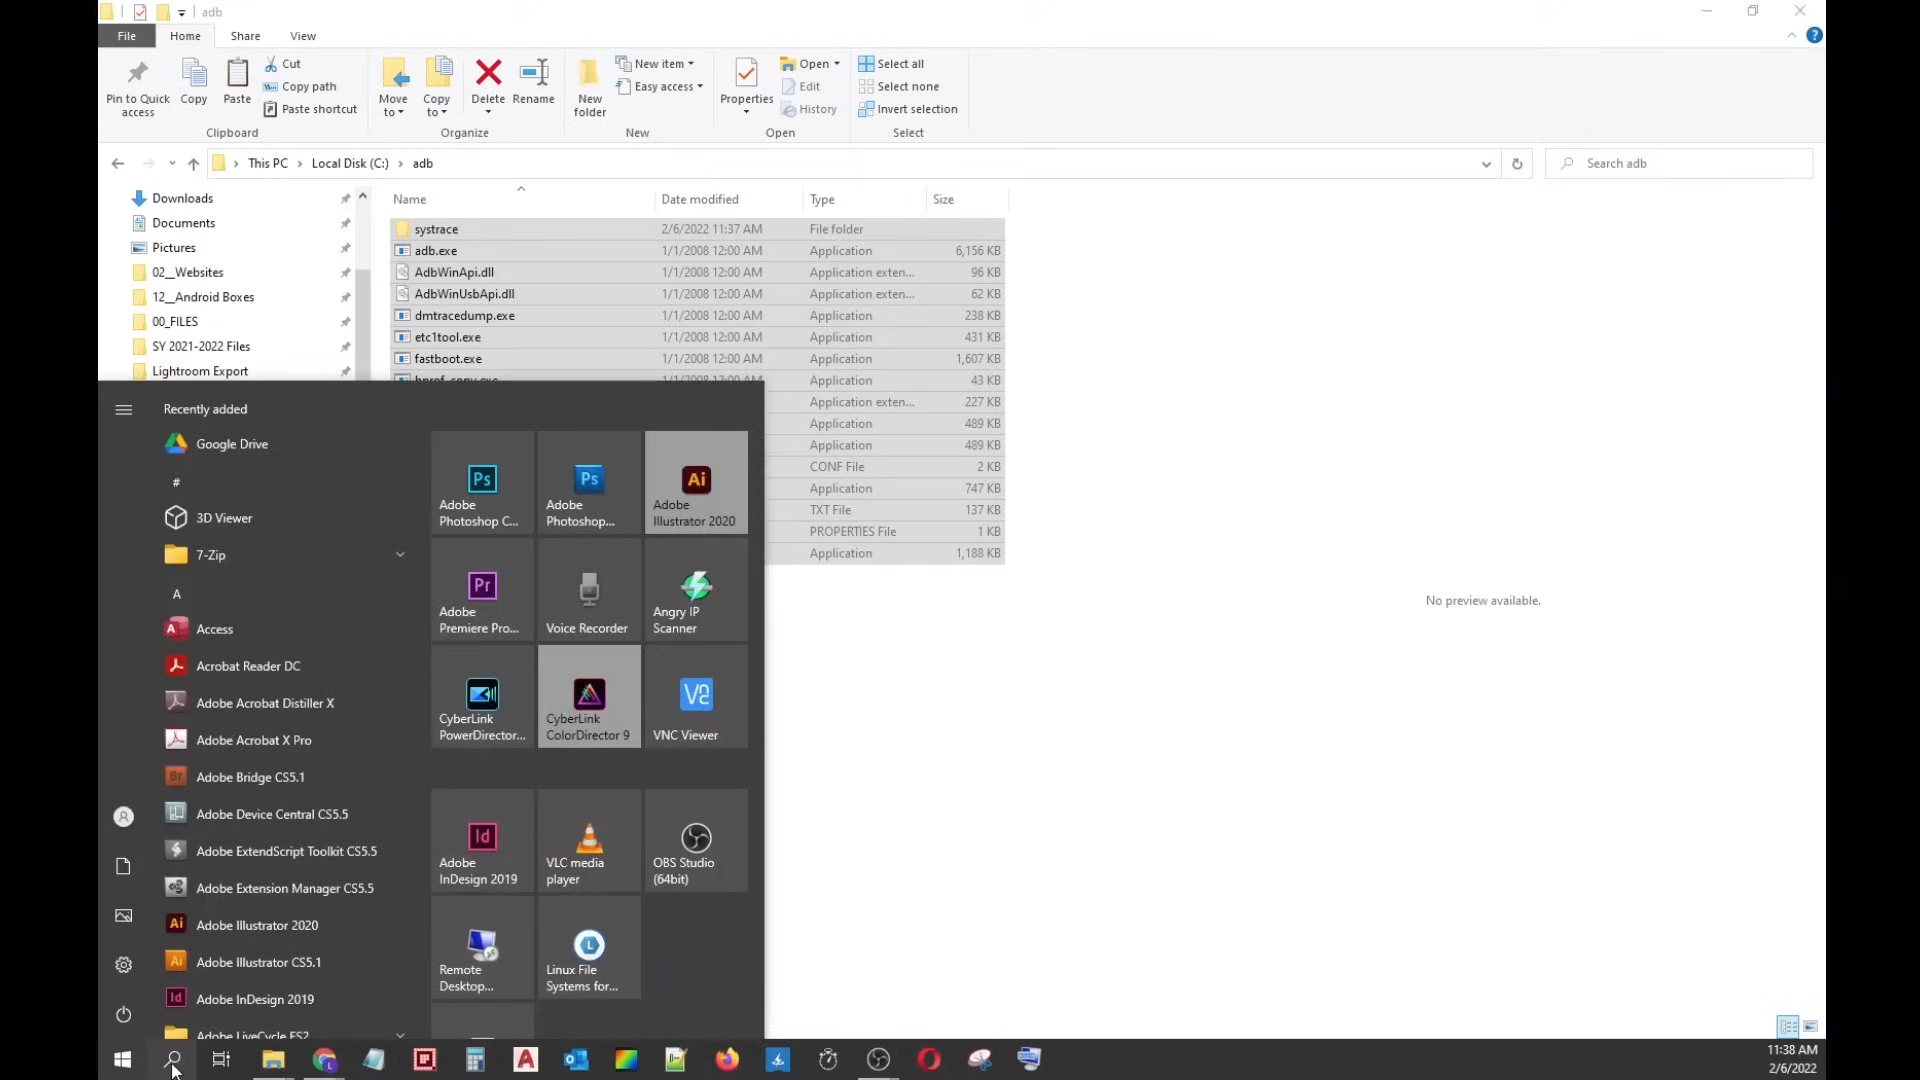 adb
File Home Share View
Pin to Quick access
Copy
Paste
Cut
Copy path
Paste shortcut
Clipboard
Move to
Copy to
Delete
Rename
Organize
New folder
New item
Easy access
New
Properties
Open
Edit
History
Open
Select all
Select none
Invert selection
Select
This PC > Local Disk (C:) > adb
Search adb
Downloads
Documents
Pictures
02__Websites
12__Android Boxes
00_FILES
SY 2021-2022 Files
Lightroom Export
Name Date modified Type Size
systrace 2/6/2022 11:37 AM File folder
adb.exe 1/1/2008 12:00 AM Application 6,156 KB
AdbWinApi.dll 1/1/2008 12:00 AM Application exten... 96 KB
AdbWinUsbApi.dll 1/1/2008 12:00 AM Application exten... 62 KB
dmtracedump.exe 1/1/2008 12:00 AM Application 238 KB
etc1tool.exe 1/1/2008 12:00 AM Application 431 KB
fastboot.exe 1/1/2008 12:00 AM Application 1,607 KB
1/1/2008 12:00 AM Application 43 KB
Application exten... 227 KB
Application 489 KB
Application 489 KB
CONF File 2 KB
Application 747 KB
TXT File 137 KB
PROPERTIES File 1 KB
Application 1,188 KB
No preview available.
Recently added
Google Drive
#
3D Viewer
7-Zip
A
Access
Acrobat Reader DC
Adobe Acrobat Distiller X
Adobe Acrobat X Pro
Adobe Bridge CS5.1
Adobe Device Central CS5.5
Adobe ExtendScript Toolkit CS5.5
Adobe Extension Manager CS5.5
Adobe Illustrator 2020
Adobe Illustrator CS5.1
Adobe InDesign 2019
Adobe LiveCycle ES2
Ps
Adobe
Photoshop C...
Ps
Adobe
Photoshop...
Ai
Adobe
Illustrator 2020
Pr
Adobe
Premiere Pro...
Voice Recorder
Angry IP
Scanner
CyberLink
PowerDirector...
CyberLink
ColorDirector 9
VNC Viewer
Id
Adobe
InDesign 2019
VLC media
player
OBS Studio
(64bit)
Remote
Desktop...
Linux File
Systems for...
11:38 AM
2/6/2022